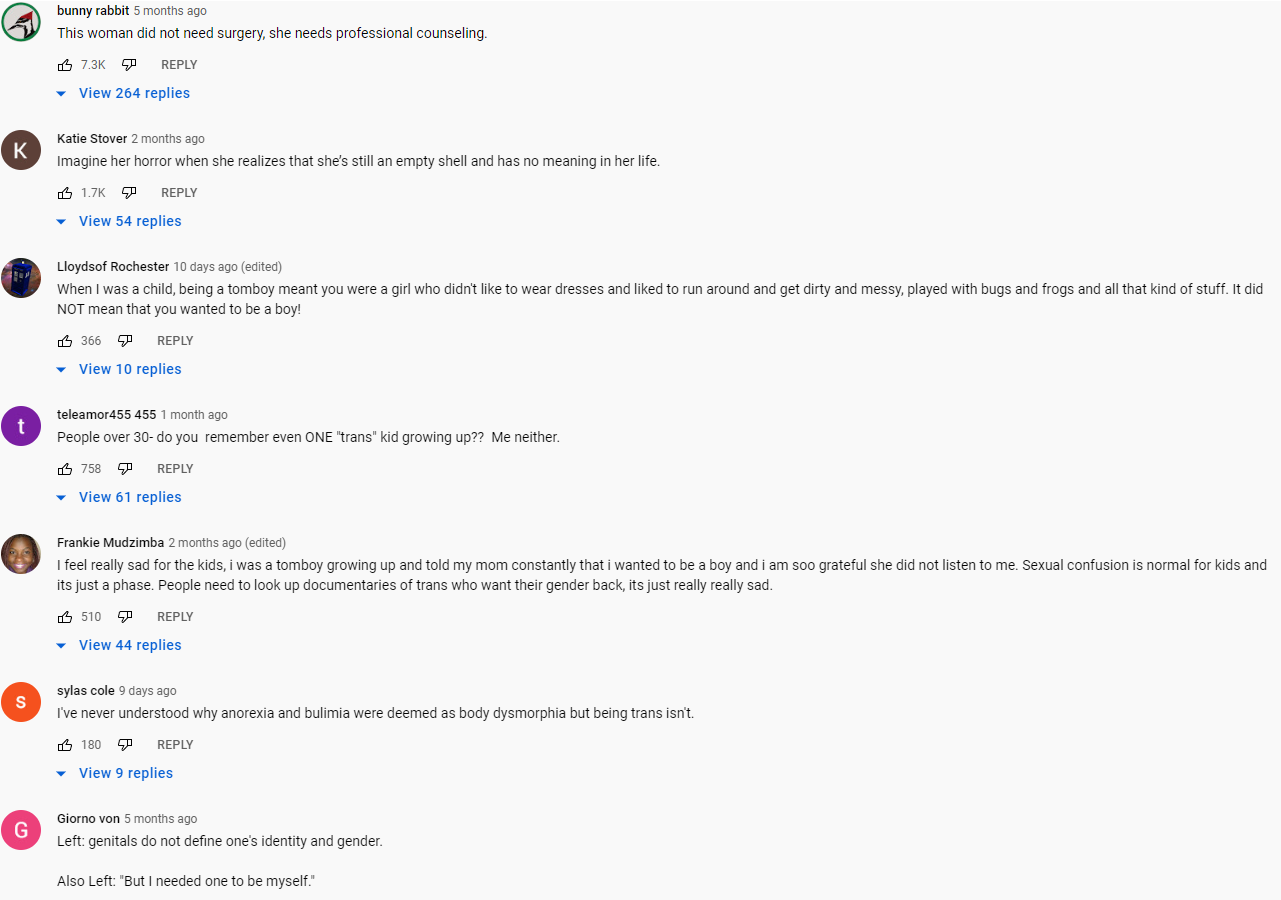 bunny rabbit 5 months ago
This woman did not need surgery, she needs professional counseling.
7.3K REPLY
View 264 replies
K
Katie Stover 2 months ago
Imagine her horror when she realizes that she’s still an empty shell and has no meaning in her life.
1.7K REPLY
View 54 replies
Lloydsof Rochester 10 days ago (edited)
When I was a child, being a tomboy meant you were a girl who didn't like to wear dresses and liked to run around and get dirty and messy, played with bugs and frogs and all that kind of stuff. It did
NOT mean that you wanted to be a boy!
366 REPLY
View 10 replies
t
teleamor455 455 1 month ago
People over 30- do you  remember even ONE "trans" kid growing up??  Me neither.
758 REPLY
View 61 replies
Frankie Mudzimba 2 months ago (edited)
I feel really sad for the kids, i was a tomboy growing up and told my mom constantly that i wanted to be a boy and i am soo grateful she did not listen to me. Sexual confusion is normal for kids and
its just a phase. People need to look up documentaries of trans who want their gender back, its just really really sad.
510 REPLY
View 44 replies
s
sylas cole 9 days ago
I've never understood why anorexia and bulimia were deemed as body dysmorphia but being trans isn't.
180 REPLY
View 9 replies
G
Giorno von 5 months ago
Left: genitals do not define one's identity and gender.
Also Left: "But I needed one to be myself."